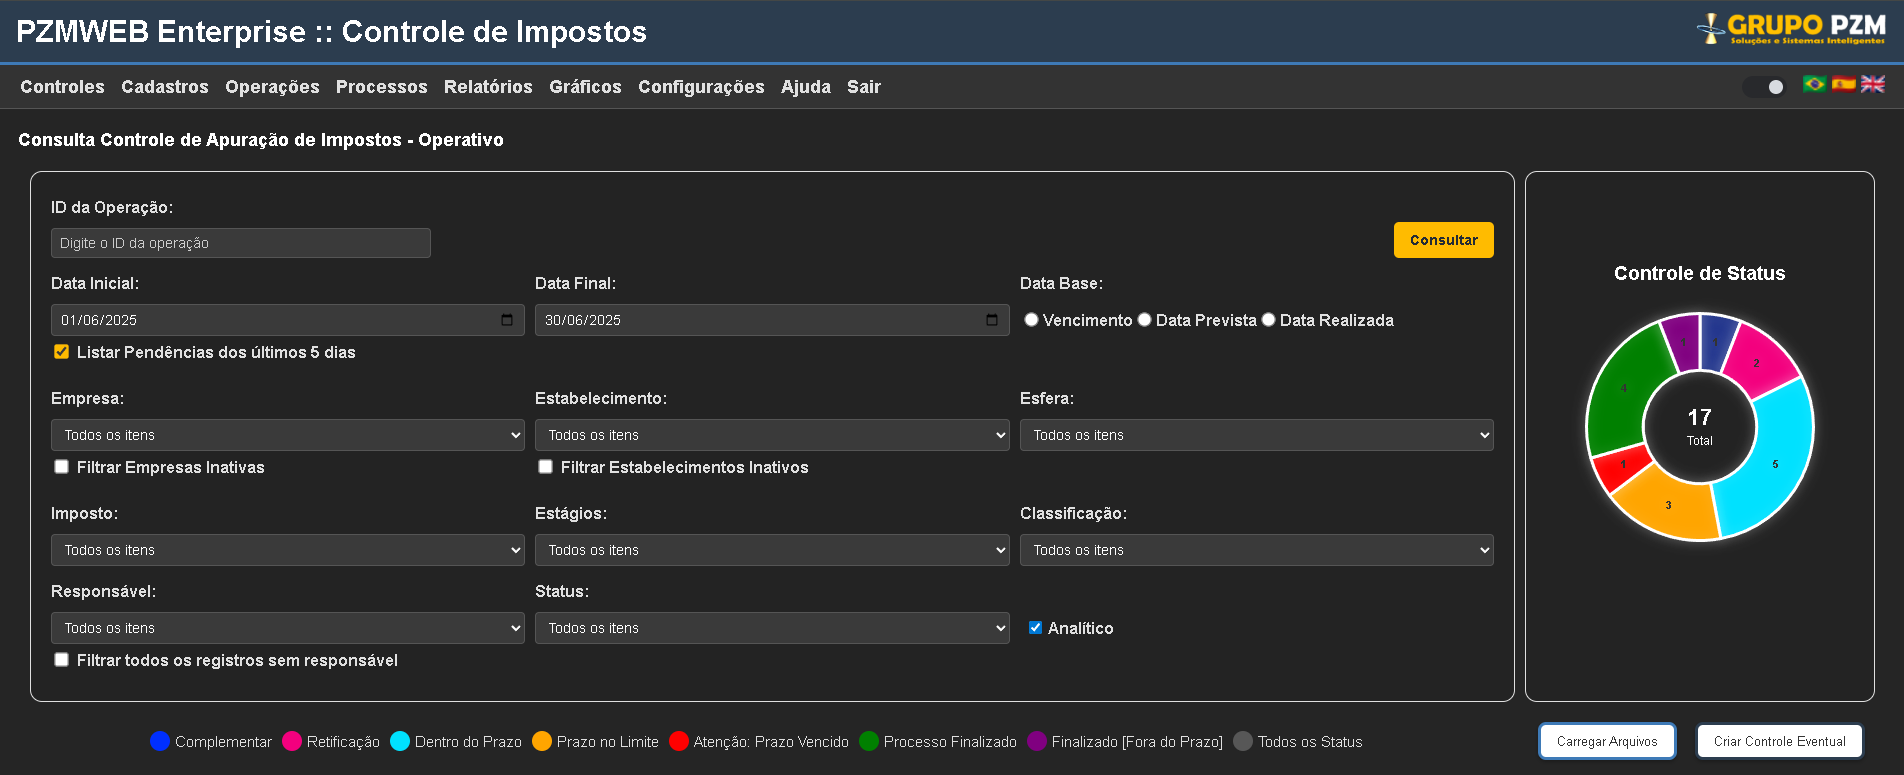 PZMWEB Enterprise :: Controle de Impostos
GRUPO PZM
Soluções e Sistemas Inteligentes
Controles Cadastros Operações Processos Relatórios Gráficos Configurações Ajuda Sair
Consulta Controle de Apuração de Impostos - Operativo
ID da Operação:
Digite o ID da operação
Consultar
Data Inicial: Data Final: Data Base:
01/06/2025 30/06/2025 Vencimento Data Prevista Data Realizada
Listar Pendências dos últimos 5 dias
Empresa: Estabelecimento: Esfera:
Todos os itens Todos os itens Todos os itens
Filtrar Empresas Inativas Filtrar Estabelecimentos Inativos
Imposto: Estágios: Classificação:
Todos os itens Todos os itens Todos os itens
Responsável: Status:
Todos os itens Todos os itens Analítico
Filtrar todos os registros sem responsável
Controle de Status
1 1
2
4
17
Total
1 5
3
Complementar Retificação Dentro do Prazo Prazo no Limite Atenção: Prazo Vencido Processo Finalizado Finalizado [Fora do Prazo] Todos os Status
Carregar Arquivos Criar Controle Eventual